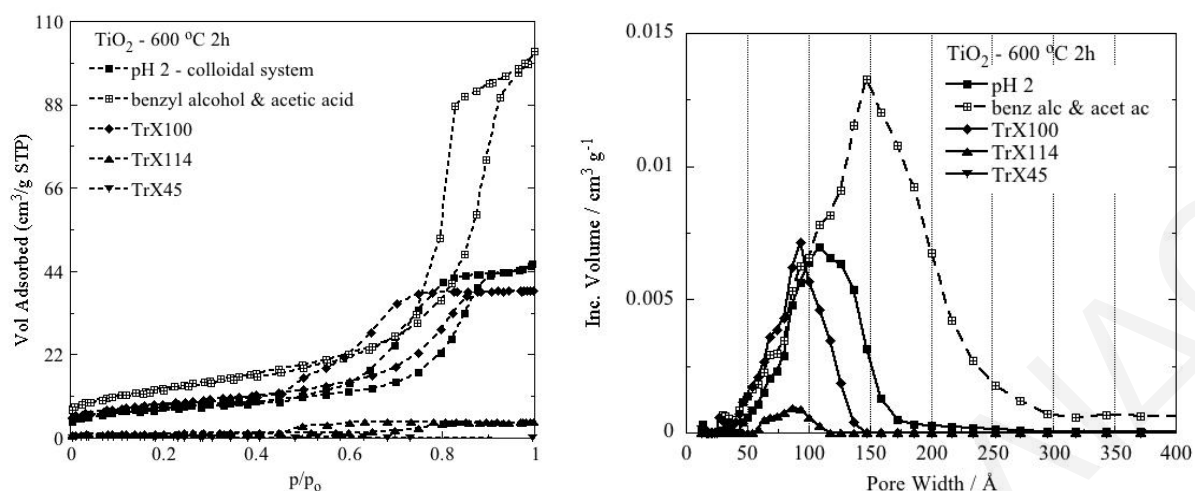 110
88
66
44
22
0
Vol Adsorbed (cm³/g STP)
TiO₂ - 600 °C 2h
pH 2 - colloidal system
benzyl alcohol & acetic acid
TrX100
TrX114
TrX45
0 0.2 0.4 0.6 0.8 1
p/pₒ
0.015
0.01
0.005
0
Inc. Volume / cm³ g⁻¹
TiO₂ - 600 °C 2h
pH 2
benz alc & acet ac
TrX100
TrX114
TrX45
0 50 100 150 200 250 300 350 400
Pore Width / Å